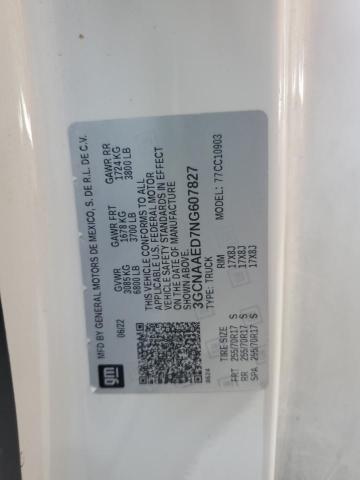 MFD BY GENERAL MOTORS DE MEXICO, S. DE R.L. DE C.V.
gm
06/22
GVWR GAWR FRT GAWR RR
3085 KG 1678 KG 1724 KG
6800 LB 3700 LB 3800 LB
THIS VEHICLE CONFORMS TO ALL
APPLICABLE U.S. FEDERAL MOTOR
VEHICLE SAFETY STANDARDS IN EFFECT
ON THE DATE OF MANUFACTURE
SHOWN ABOVE.
3GCNAAED7NG607827
TYPE: TRUCK
8624
TIRE SIZE RIM 77CC10903
FRT 255/70R17 S 17X8J
RR 255/70R17 S 17X8J
SPA 255/70R17 S 17X8J